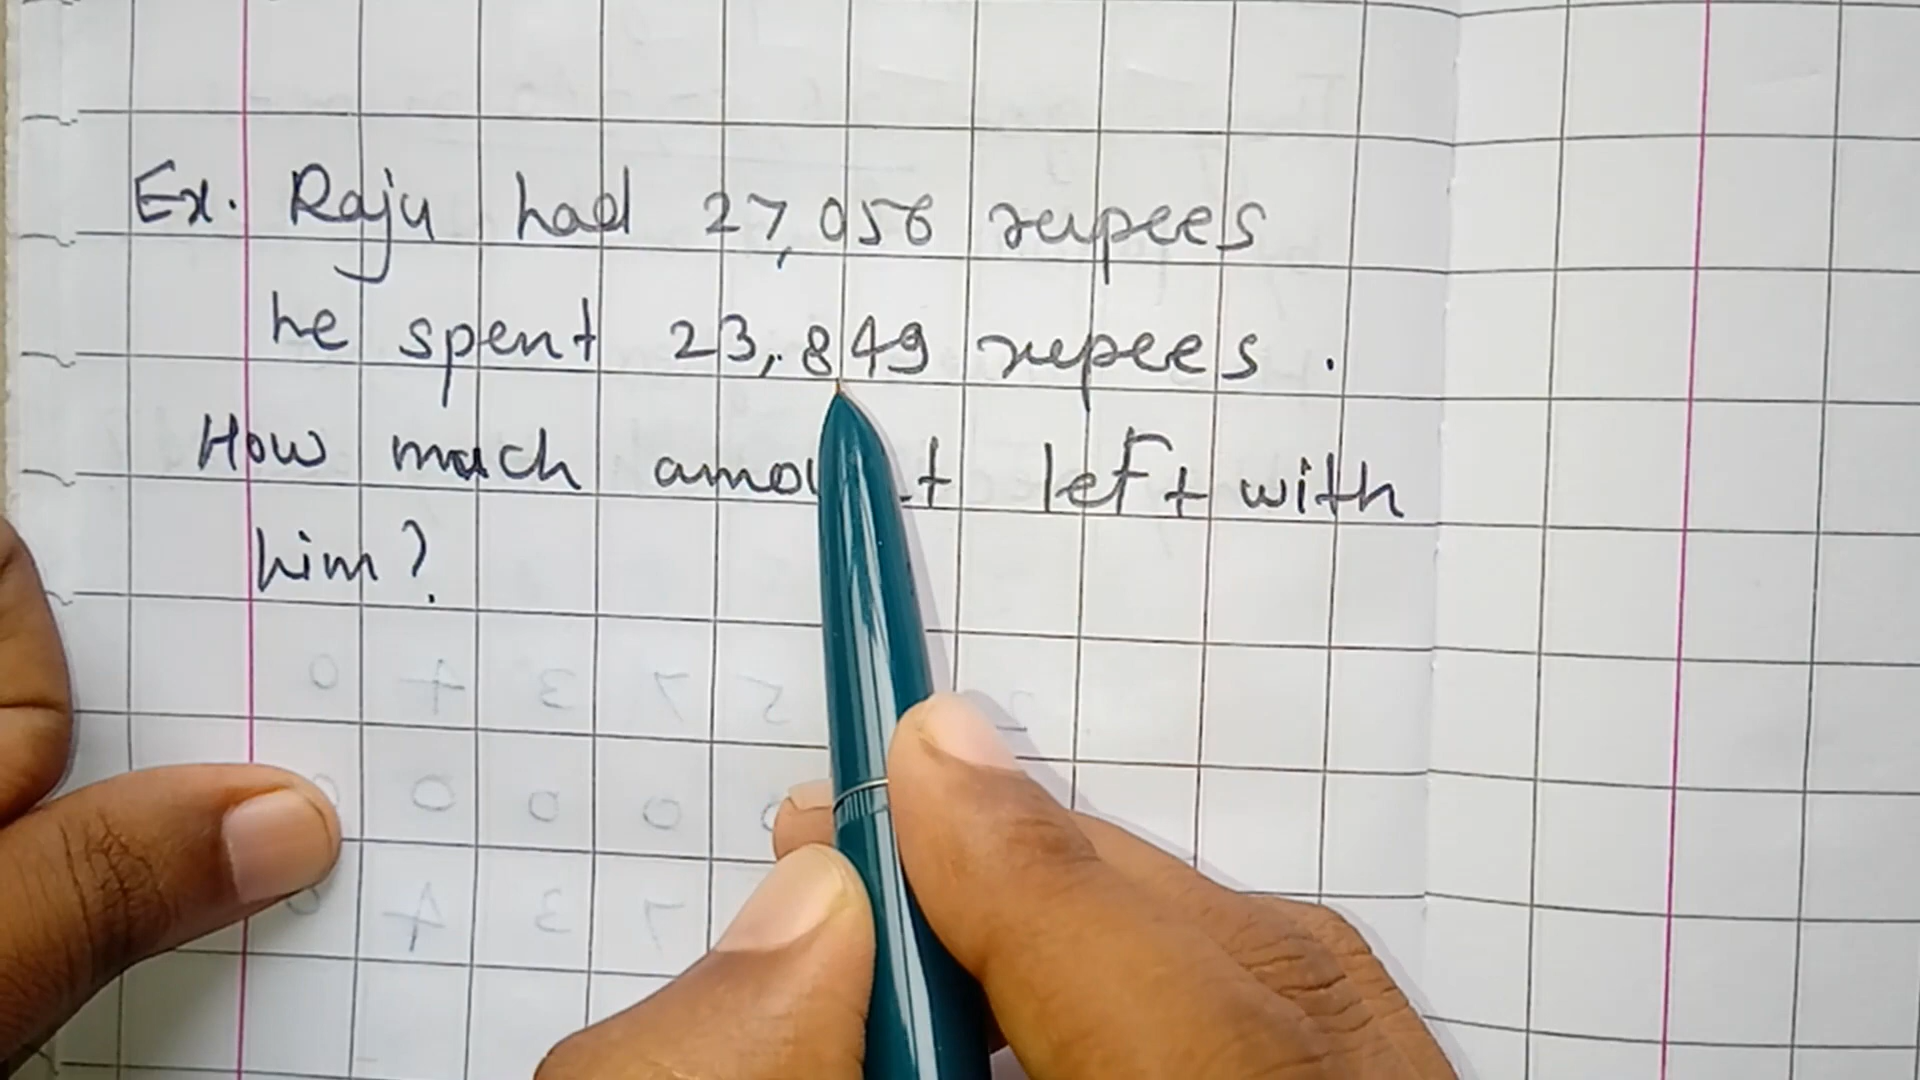 Ex. Raju had 27,056 rupees
he spent 23,849 rupees.
How much left with
him?